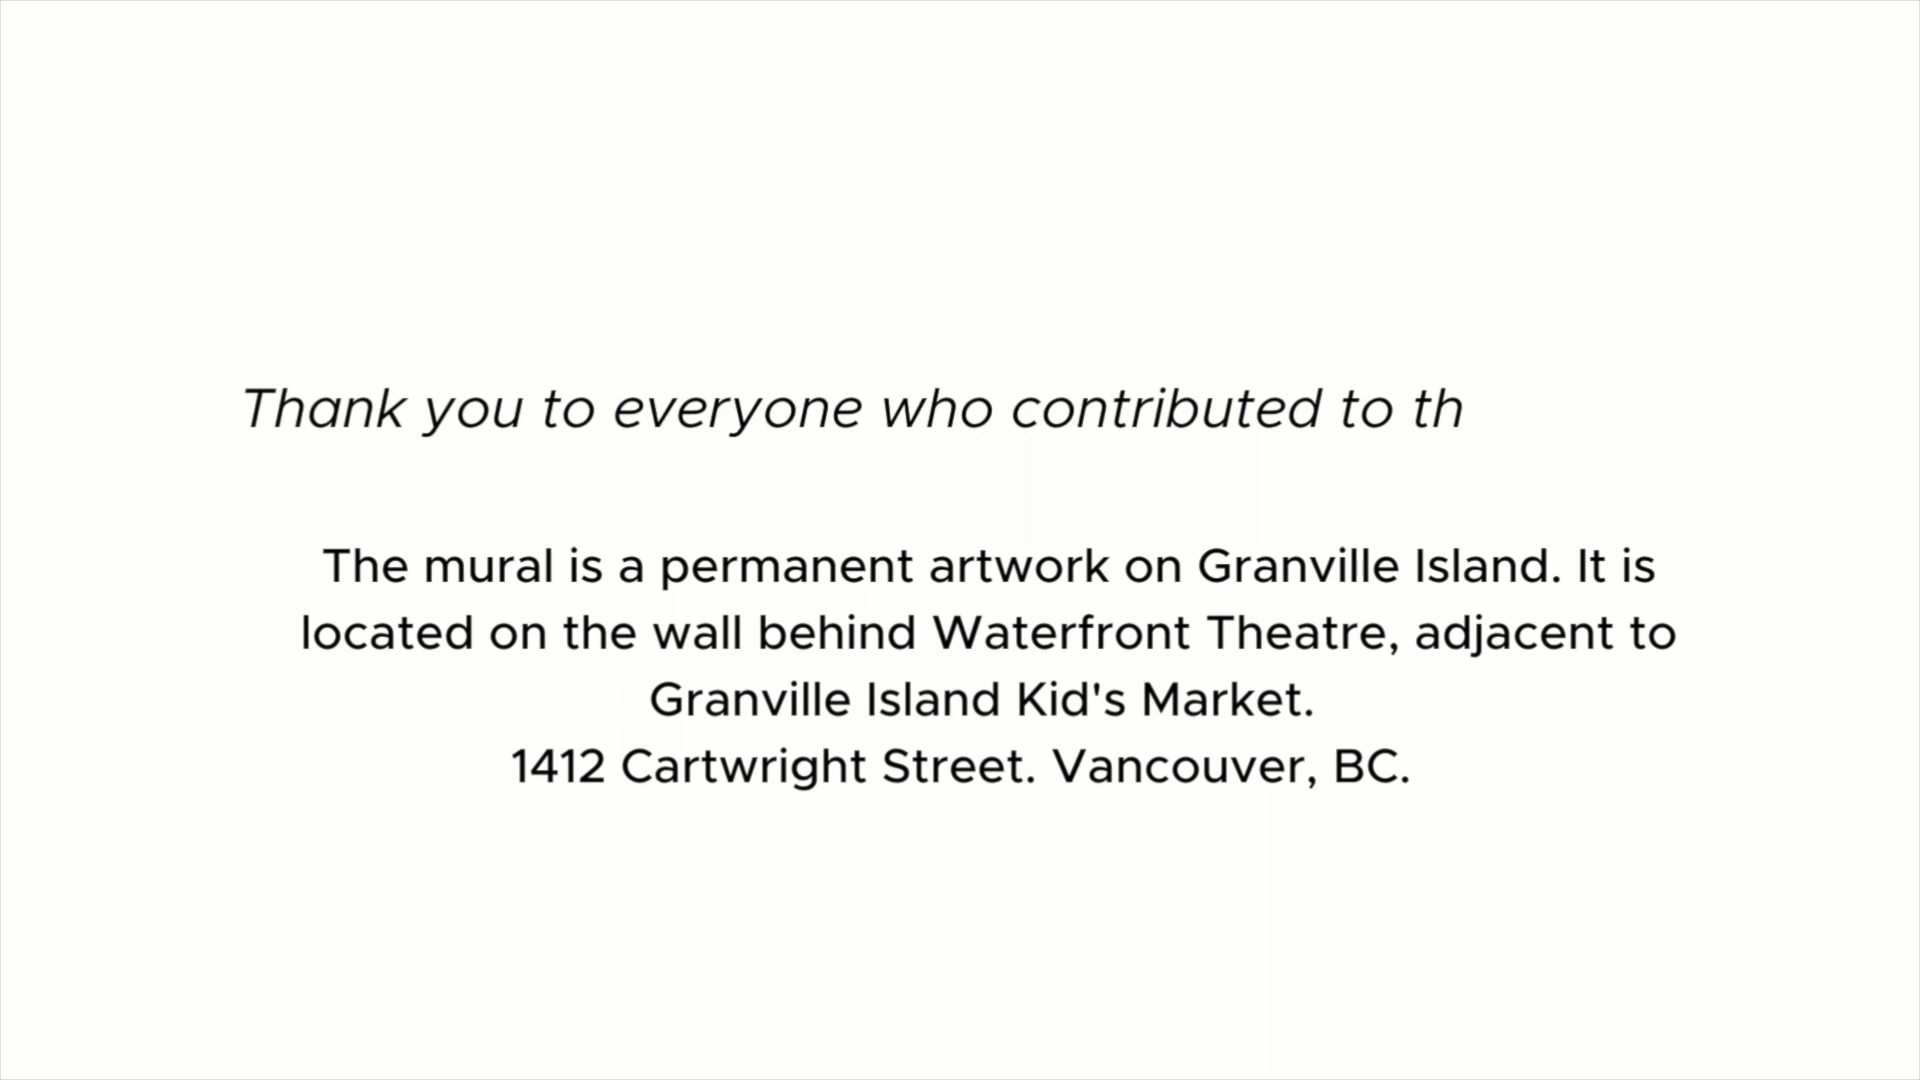 Thank you to everyone who contributed to th
The mural is a permanent artwork on Granville Island. It is
located on the wall behind Waterfront Theatre, adjacent to
Granville Island Kid's Market.
1412 Cartwright Street. Vancouver, BC.